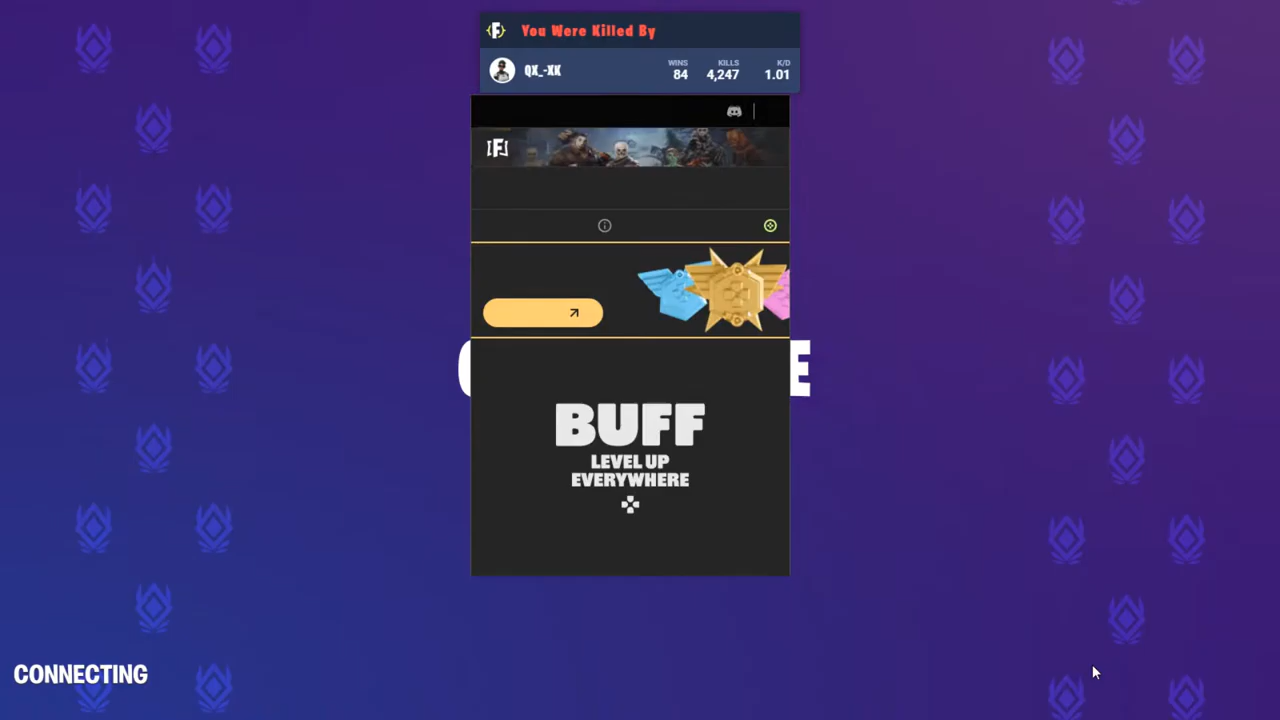 You Were Killed By
QX_-XK
WINS
84
KILLS
4,247
K/D
1.01
[F]
BUFF
LEVEL UP
EVERYWHERE
CONNECTING